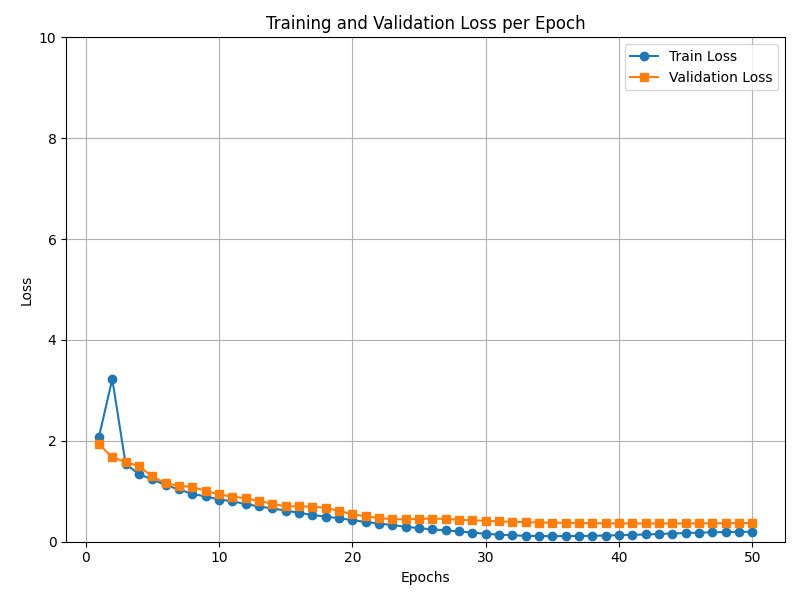 Training and Validation Loss per Epoch
Train Loss
Validation Loss
Loss
10
8
6
4
2
0
0 10 20 30 40 50
Epochs